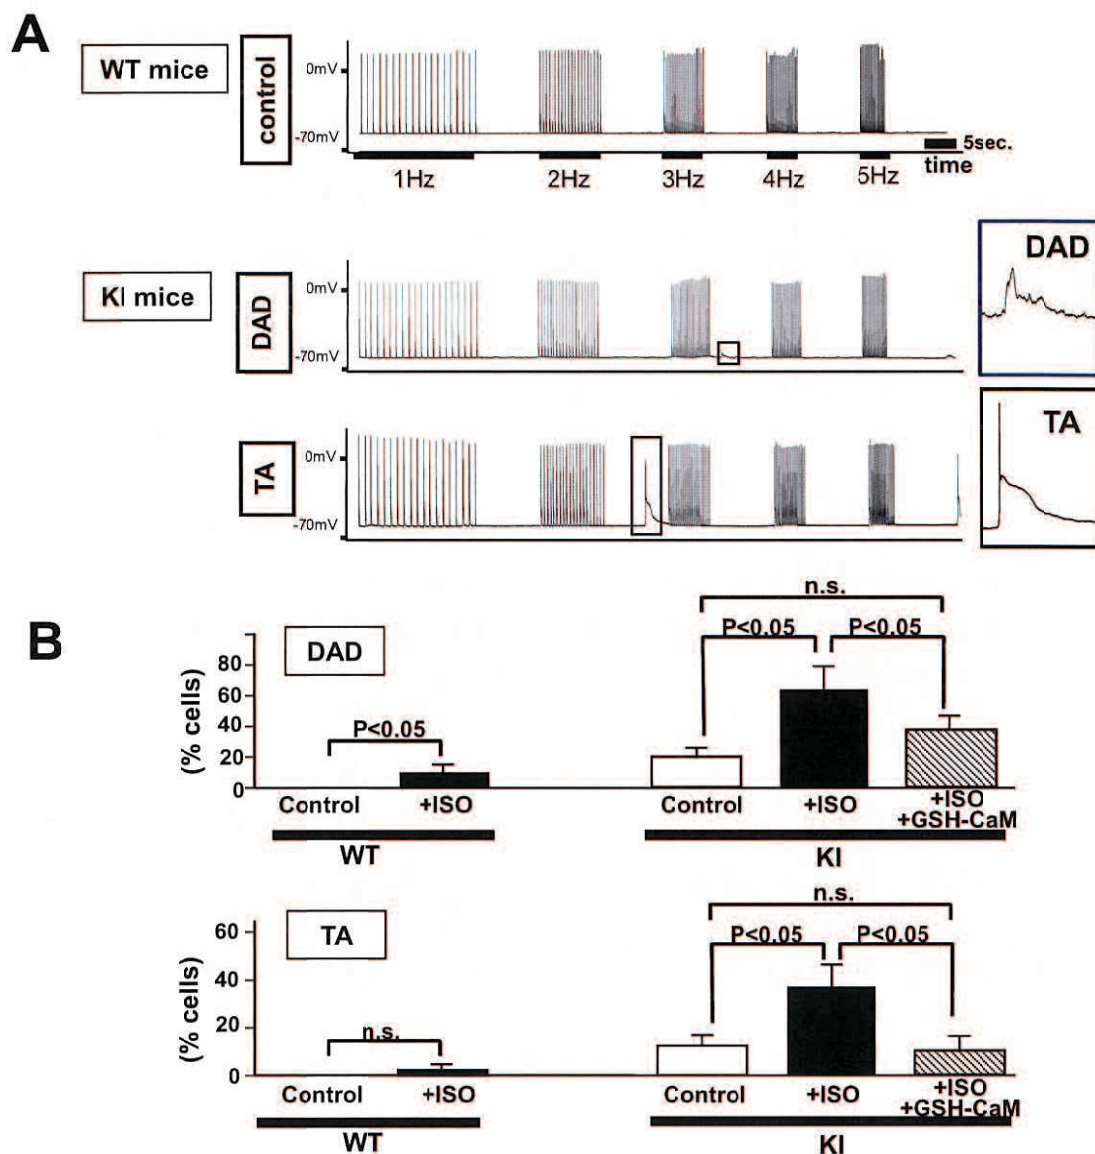 A
WT mice
control
0mV
-70mV
5sec.
time
1Hz 2Hz 3Hz 4Hz 5Hz
KI mice
DAD
0mV
-70mV
DAD
TA
0mV
-70mV
TA
B
DAD
(% cells)
80
60
40
20
0
P<0.05
n.s.
P<0.05 P<0.05
Control +ISO Control +ISO +ISO
+GSH-CaM
WT KI
TA
(% cells)
60
40
20
0
n.s.
n.s.
P<0.05 P<0.05
Control +ISO Control +ISO +ISO
+GSH-CaM
WT KI